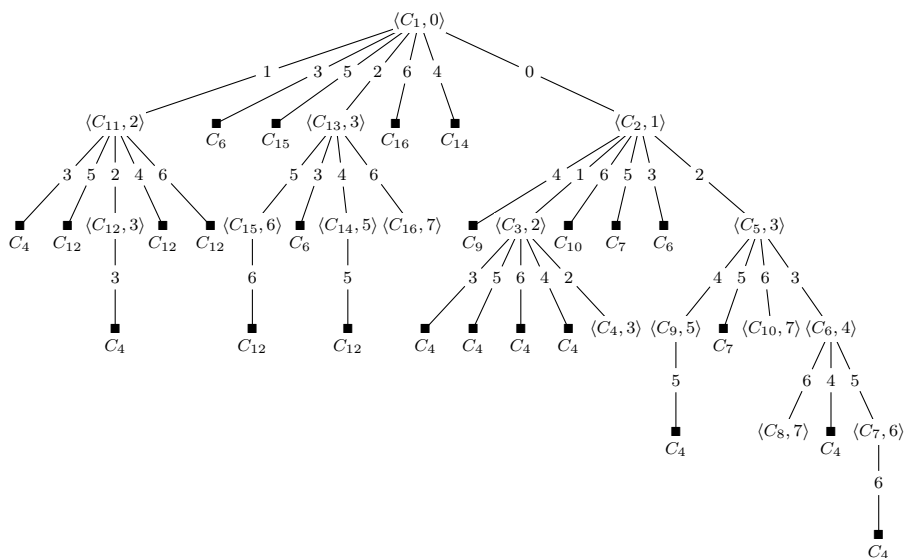 ⟨C₁, 0⟩
1 3 5 2 6 4 0
⟨C₁₁, 2⟩ ⟨C₁₃, 3⟩ ⟨C₂, 1⟩
C₆ C₁₅ C₁₆ C₁₄
3 5 2 4 6 5 3 4 6 4 1 6 5 3 2
⟨C₁₂, 3⟩ ⟨C₁₅, 6⟩ ⟨C₁₄, 5⟩ ⟨C₁₆, 7⟩ ⟨C₃, 2⟩ ⟨C₅, 3⟩
C₄ C₁₂ C₁₂ C₁₂ C₆ C₉ C₁₀ C₇ C₆
3 6 5 3 5 6 4 2 4 5 6 3
⟨C₄, 3⟩ ⟨C₉, 5⟩ ⟨C₁₀, 7⟩ ⟨C₆, 4⟩
C₄ C₁₂ C₁₂ C₄ C₄ C₄ C₄ C₇
5 6 4 5
⟨C₈, 7⟩ ⟨C₇, 6⟩
C₄ C₄
6
C₄